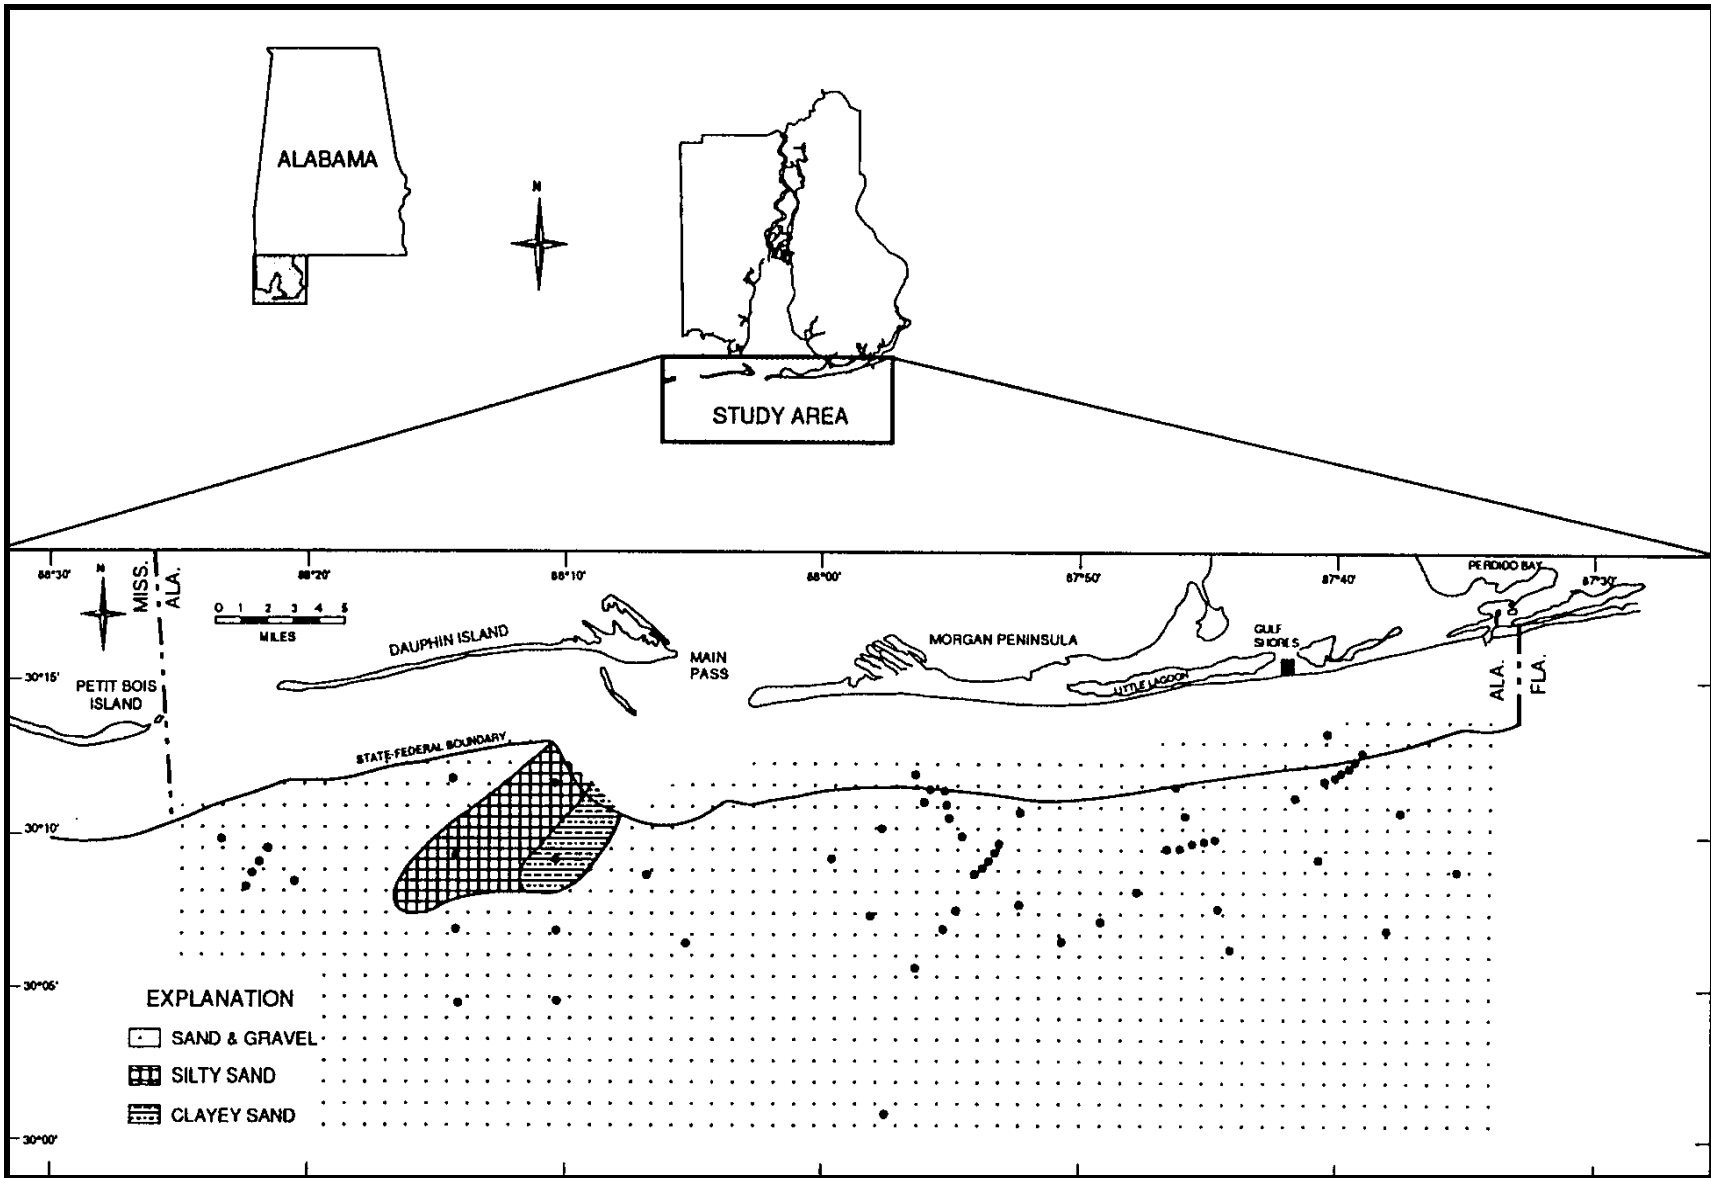 ALABAMA
N
STUDY AREA
88°30'
88°20'
88°10'
88°00'
87°50'
87°40'
87°30'
N
MISS.
ALA.
0 1 2 3 4 5
MILES
DAUPHIN ISLAND
MAIN
PASS
MORGAN PENINSULA
GULF
SHORES
PERDIDO BAY
LITTLE LAGOON
ALA.
FLA.
30°15'
PETIT BOIS
ISLAND
STATE-FEDERAL BOUNDARY
30°10'
30°05'
EXPLANATION
SAND & GRAVEL
SILTY SAND
CLAYEY SAND
30°00'